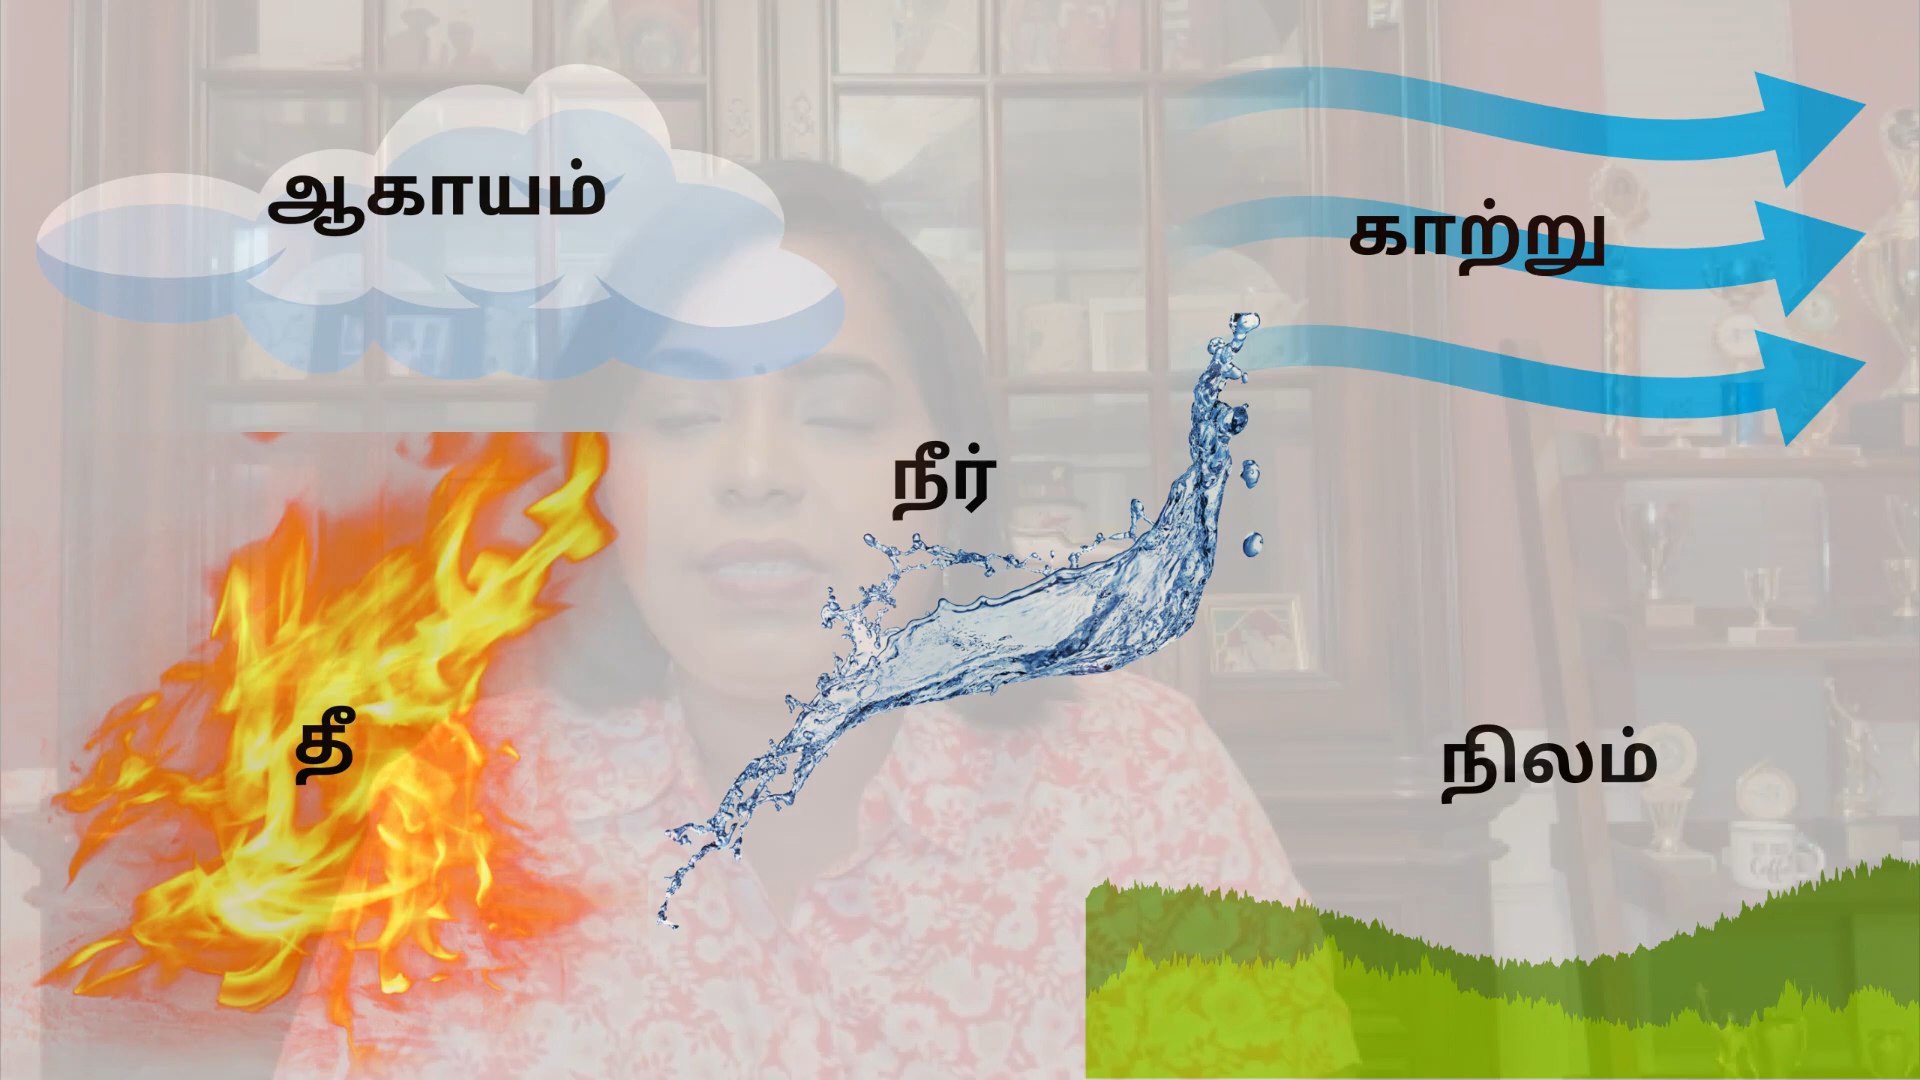 ஆகாயம்
காற்று
நீர்
தீ
நிலம்